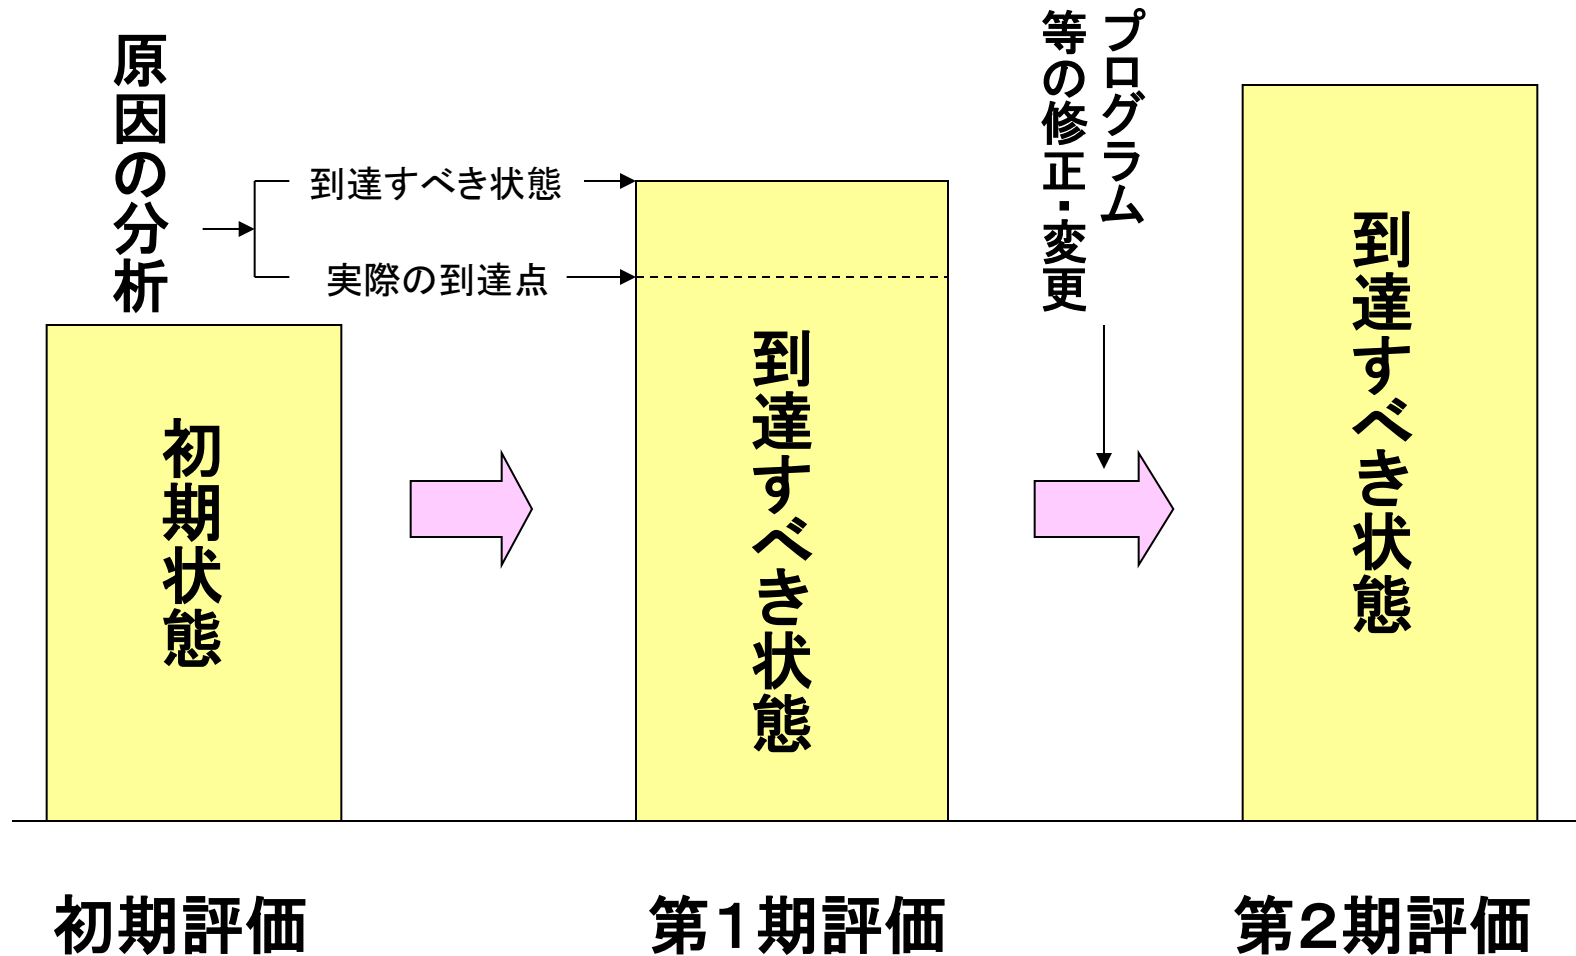 原因の分析
到達すべき状態
実際の到達点
プログラム
等の修正・変更
初期状態
到達すべき状態
到達すべき状態
初期評価
第１期評価
第２期評価